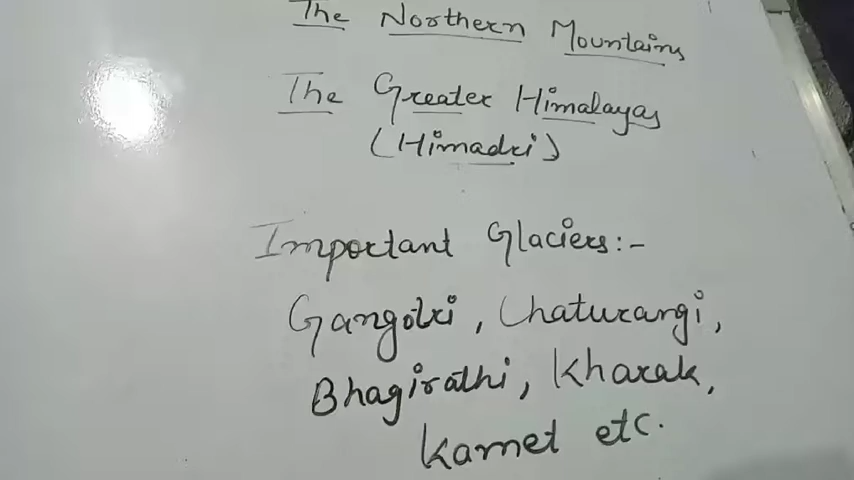 The Northern Mountains
The Greater Himalayas
(Himadri)
Important Glaciers:-
Gangotri, Chaturangi,
Bhagirathi, Kharak,
Kamet etc.